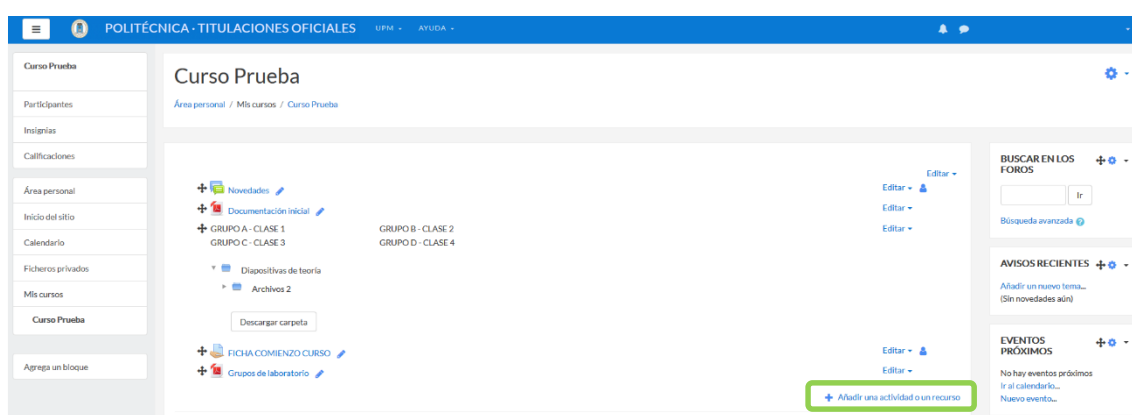 POLITÉCNICA · TITULACIONES OFICIALES UPM AYUDA
Curso Prueba
Participantes
Insignias
Calificaciones
Área personal
Inicio del sitio
Calendario
Ficheros privados
Mis cursos
Curso Prueba
Agrega un bloque
Curso Prueba
Área personal / Mis cursos / Curso Prueba
Editar
Novedades Editar
Documentación inicial Editar
GRUPO A - CLASE 1 GRUPO B - CLASE 2 Editar
GRUPO C - CLASE 3 GRUPO D - CLASE 4
Diapositivas de teoría
Archivos 2
Descargar carpeta
FICHA COMIENZO CURSO Editar
Grupos de laboratorio Editar
+ Añadir una actividad o un recurso
BUSCAR EN LOS
FOROS
Ir
Búsqueda avanzada
AVISOS RECIENTES
Añadir un nuevo tema...
(Sin novedades aún)
EVENTOS
PRÓXIMOS
No hay eventos próximos
Ir al calendario...
Nuevo evento...